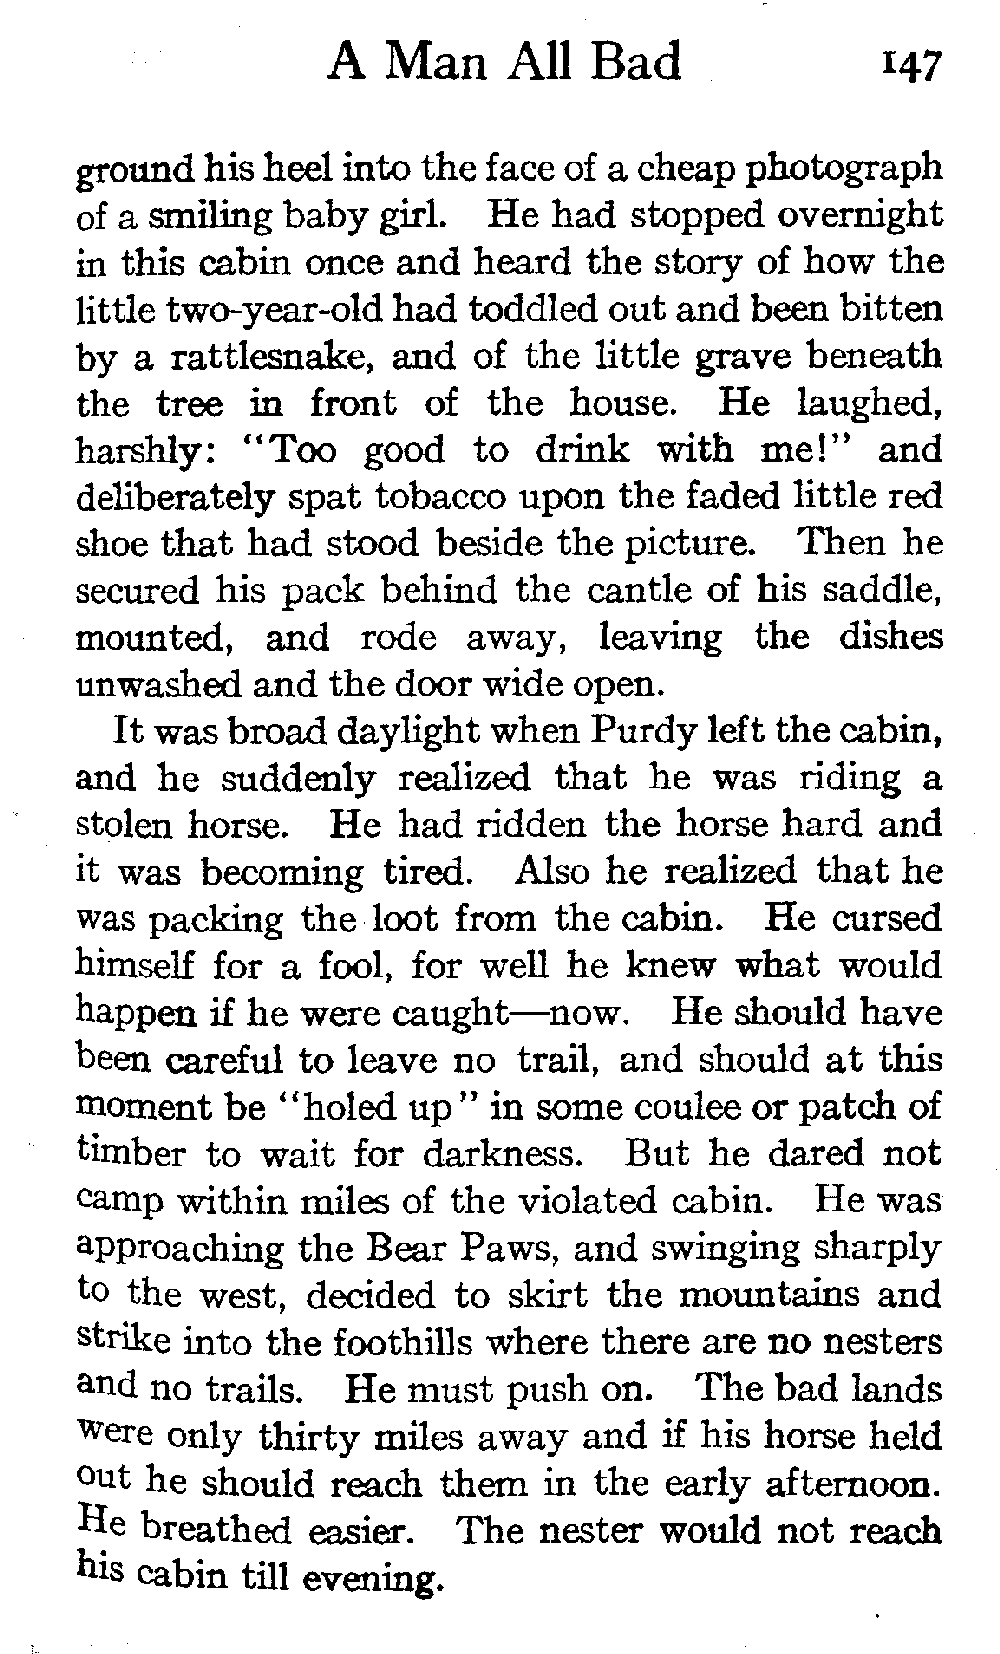 A Man All Bad 147
ground his heel into the face of a cheap photograph
of a smiling baby girl. He had stopped overnight
in this cabin once and heard the story of how the
little two-year-old had toddled out and been bitten
by a rattlesnake, and of the little grave beneath
the tree in front of the house. He laughed,
harshly: "Too good to drink with me!" and
deliberately spat tobacco upon the faded little red
shoe that had stood beside the picture. Then he
secured his pack behind the cantle of his saddle,
mounted, and rode away, leaving the dishes
unwashed and the door wide open.
It was broad daylight when Purdy left the cabin,
and he suddenly realized that he was riding a
stolen horse. He had ridden the horse hard and
it was becoming tired. Also he realized that he
was packing the loot from the cabin. He cursed
himself for a fool, for well he knew what would
happen if he were caught—now. He should have
been careful to leave no trail, and should at this
moment be "holed up" in some coulee or patch of
timber to wait for darkness. But he dared not
camp within miles of the violated cabin. He was
approaching the Bear Paws, and swinging sharply
to the west, decided to skirt the mountains and
strike into the foothills where there are no nesters
and no trails. He must push on. The bad lands
were only thirty miles away and if his horse held
out he should reach them in the early afternoon.
He breathed easier. The nester would not reach
his cabin till evening.